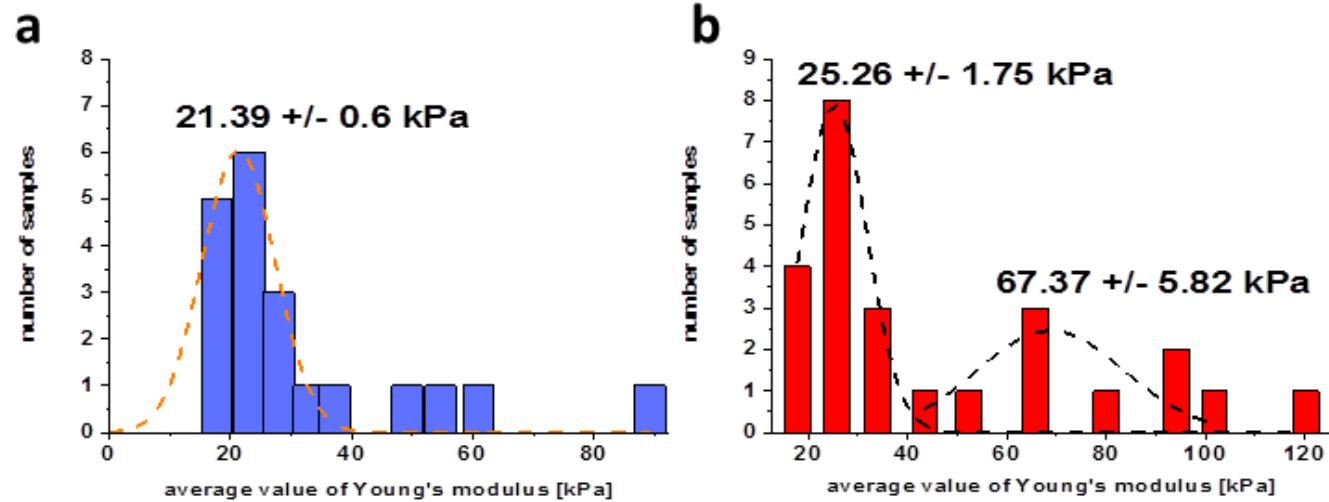 a
8
7
6
5
4
3
2
1
0
number of samples
21.39 +/- 0.6 kPa
0 20 40 60 80
average value of Young's modulus [kPa]
b
9
8
7
6
5
4
3
2
1
0
number of samples
25.26 +/- 1.75 kPa
67.37 +/- 5.82 kPa
20 40 60 80 100 120
average value of Young's modulus [kPa]